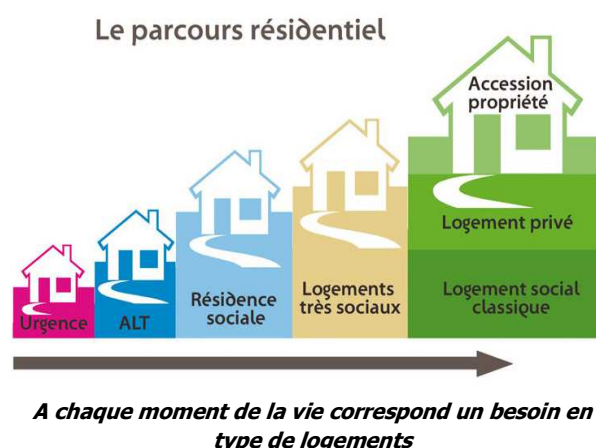 Le parcours résidentiel
Accession
propriété
Logement privé
Logements
très sociaux
Résidence
sociale
Logement social
classique
Urgence
ALT
A chaque moment de la vie correspond un besoin en
type de logements